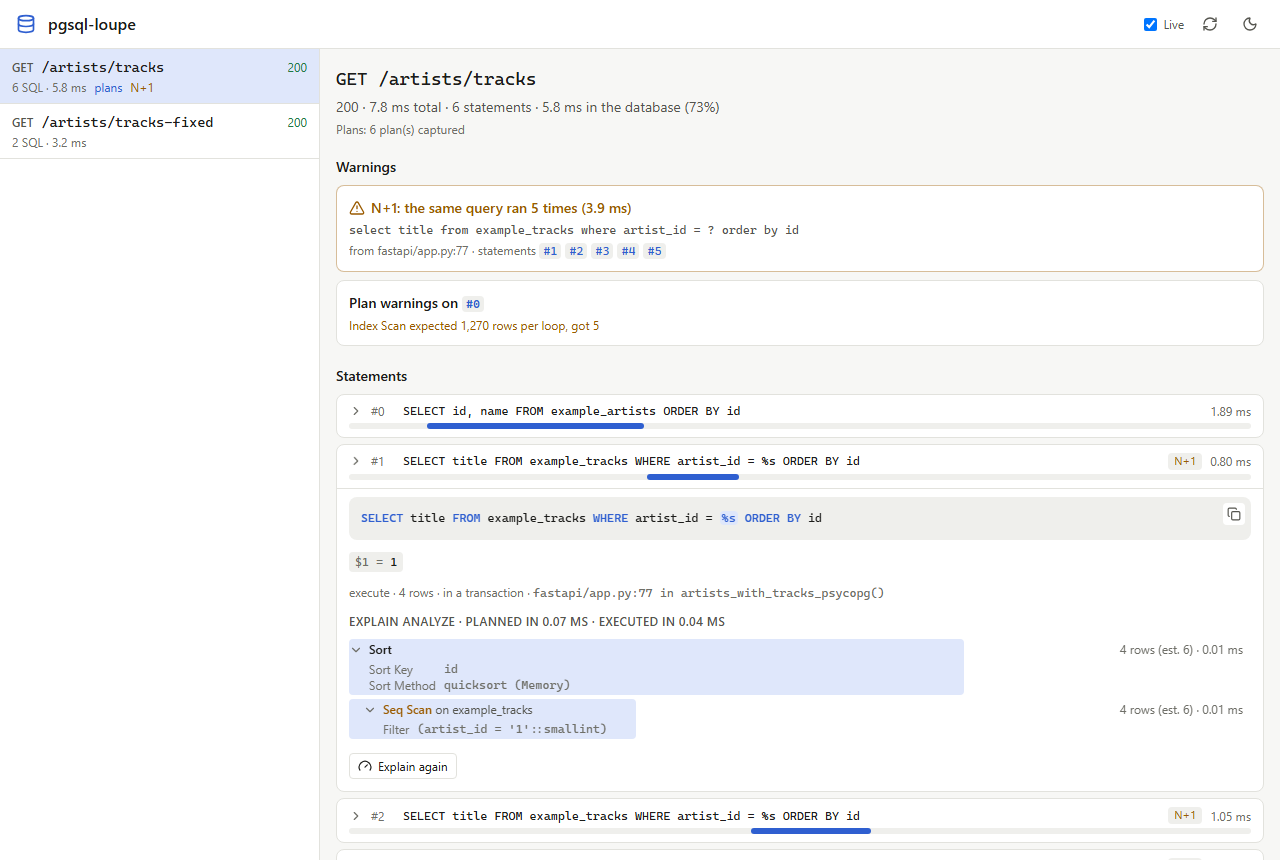 pgsql-loupe
Live
GET /artists/tracks 200
6 SQL · 5.8 ms plans N+1
GET /artists/tracks-fixed 200
2 SQL · 3.2 ms
GET /artists/tracks
200 · 7.8 ms total · 6 statements · 5.8 ms in the database (73%)
Plans: 6 plan(s) captured
Warnings
N+1: the same query ran 5 times (3.9 ms)
select title from example_tracks where artist_id = ? order by id
from fastapi/app.py:77 · statements #1 #2 #3 #4 #5
Plan warnings on #0
Index Scan expected 1,270 rows per loop, got 5
Statements
#0 SELECT id, name FROM example_artists ORDER BY id 1.89 ms
#1 SELECT title FROM example_tracks WHERE artist_id = %s ORDER BY id N+1 0.80 ms
SELECT title FROM example_tracks WHERE artist_id = %s ORDER BY id
$1 = 1
execute · 4 rows · in a transaction · fastapi/app.py:77 in artists_with_tracks_psycopg()
EXPLAIN ANALYZE · PLANNED IN 0.07 MS · EXECUTED IN 0.04 MS
Sort 4 rows (est. 6) · 0.01 ms
Sort Key id
Sort Method quicksort (Memory)
Seq Scan on example_tracks 4 rows (est. 6) · 0.01 ms
Filter (artist_id = '1'::smallint)
Explain again
#2 SELECT title FROM example_tracks WHERE artist_id = %s ORDER BY id N+1 1.05 ms